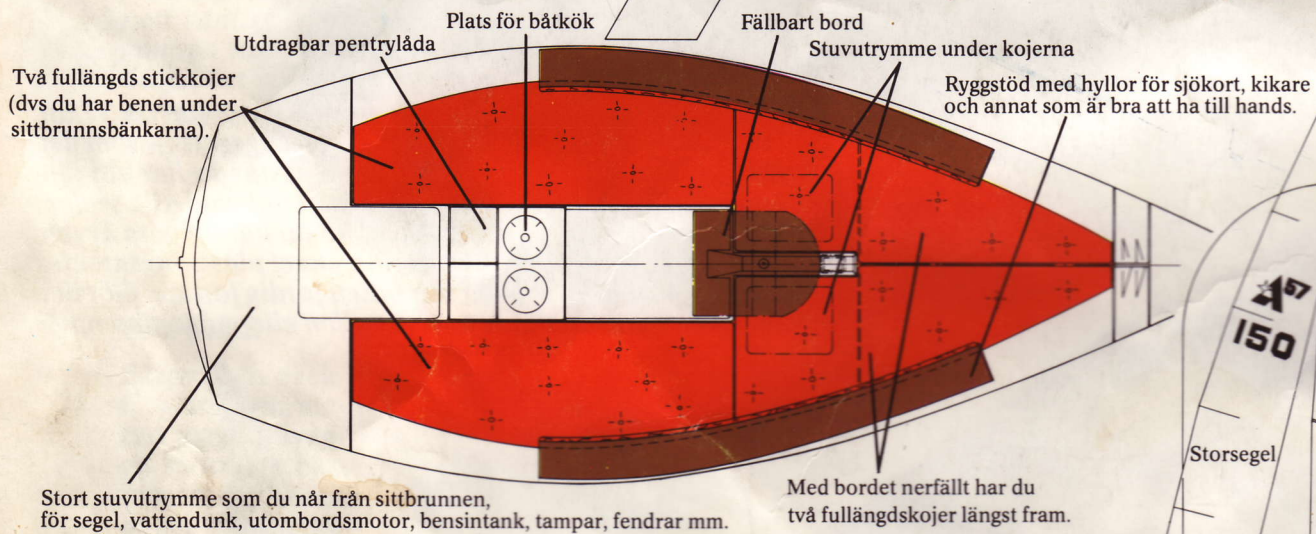 Plats för båtkök
Fällbart bord
Utdragbar pentrylåda
Stuvutrymme under kojerna
Två fullängds stickkojer
(dvs du har benen under
sittbrunnsbänkarna).
Ryggstöd med hyllor för sjökort, kikare
och annat som är bra att ha till hands.
A57
150
Storsegel
Stort stuvutrymme som du når från sittbrunnen,
för segel, vattendunk, utombordsmotor, bensintank, tampar, fendrar mm.
Med bordet nerfällt har du
två fullängdskojer längst fram.